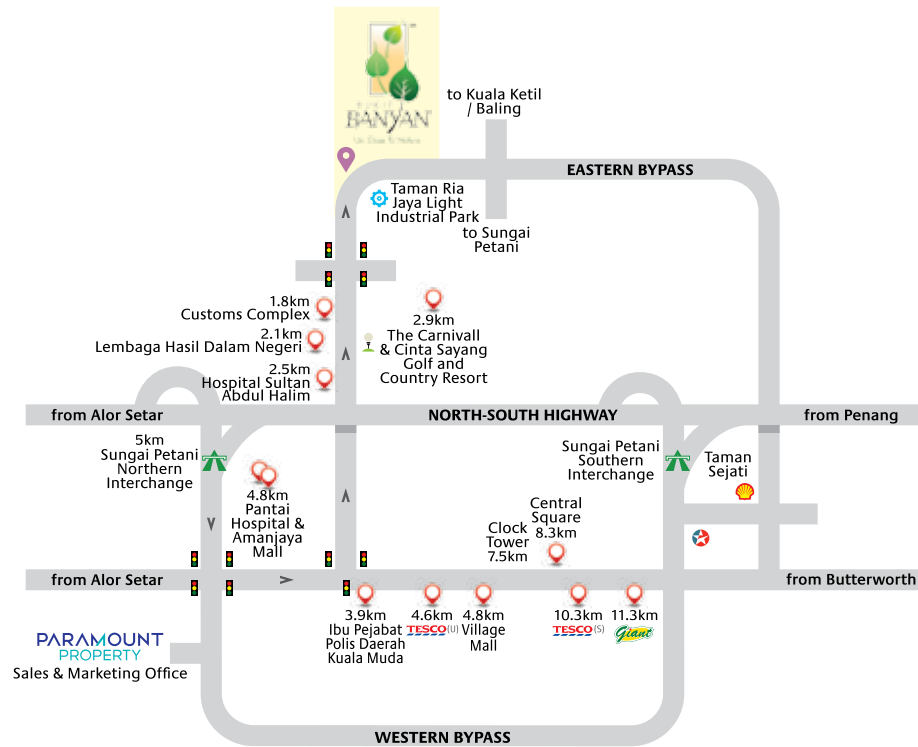 BUKIT
BANYAN
to Kuala Ketil
/ Baling
EASTERN BYPASS
Taman Ria
Jaya Light
Industrial Park
to Sungai
Petani
1.8km
Customs Complex
2.1km
Lembaga Hasil Dalam Negeri
2.5km
Hospital Sultan
Abdul Halim
2.9km
The Carnivall
& Cinta Sayang
Golf and
Country Resort
from Alor Setar
NORTH-SOUTH HIGHWAY
from Penang
5km
Sungai Petani
Northern
Interchange
4.8km
Pantai
Hospital &
Amanjaya
Mall
Sungai Petani
Southern
Interchange
Taman
Sejati
Central
Square
8.3km
Clock
Tower
7.5km
from Alor Setar
from Butterworth
3.9km
Ibu Pejabat
Polis Daerah
Kuala Muda
4.6km
TESCO (U)
4.8km
Village
Mall
10.3km
TESCO (S)
11.3km
Giant
PARAMOUNT
PROPERTY
Sales & Marketing Office
WESTERN BYPASS